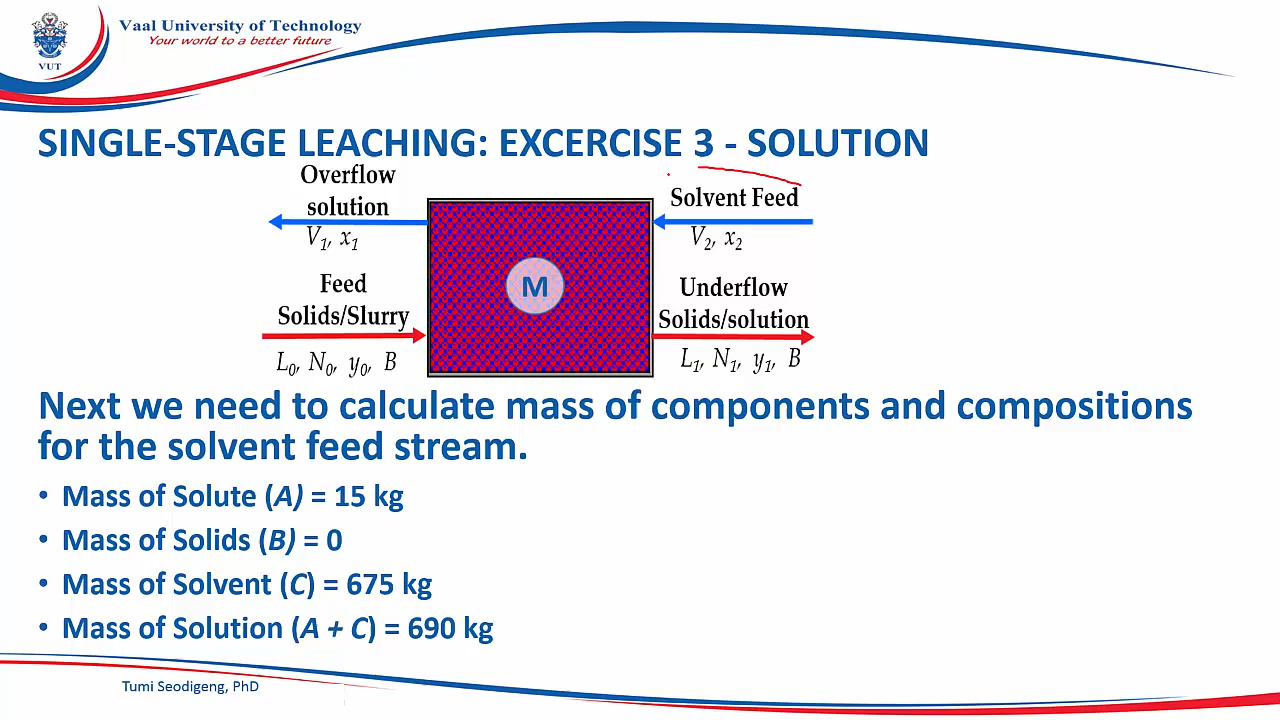 Vaal University of Technology
Your world to a better future
VUT
SINGLE-STAGE LEACHING: EXCERCISE 3 - SOLUTION
Overflow
solution
V₁, x₁
Solvent Feed
V₂, x₂
Feed
Solids/Slurry
L₀, N₀, y₀, B
M
Underflow
Solids/solution
L₁, N₁, y₁, B
Next we need to calculate mass of components and compositions
for the solvent feed stream.
• Mass of Solute (A) = 15 kg
• Mass of Solids (B) = 0
• Mass of Solvent (C) = 675 kg
• Mass of Solution (A + C) = 690 kg
Tumi Seodigeng, PhD